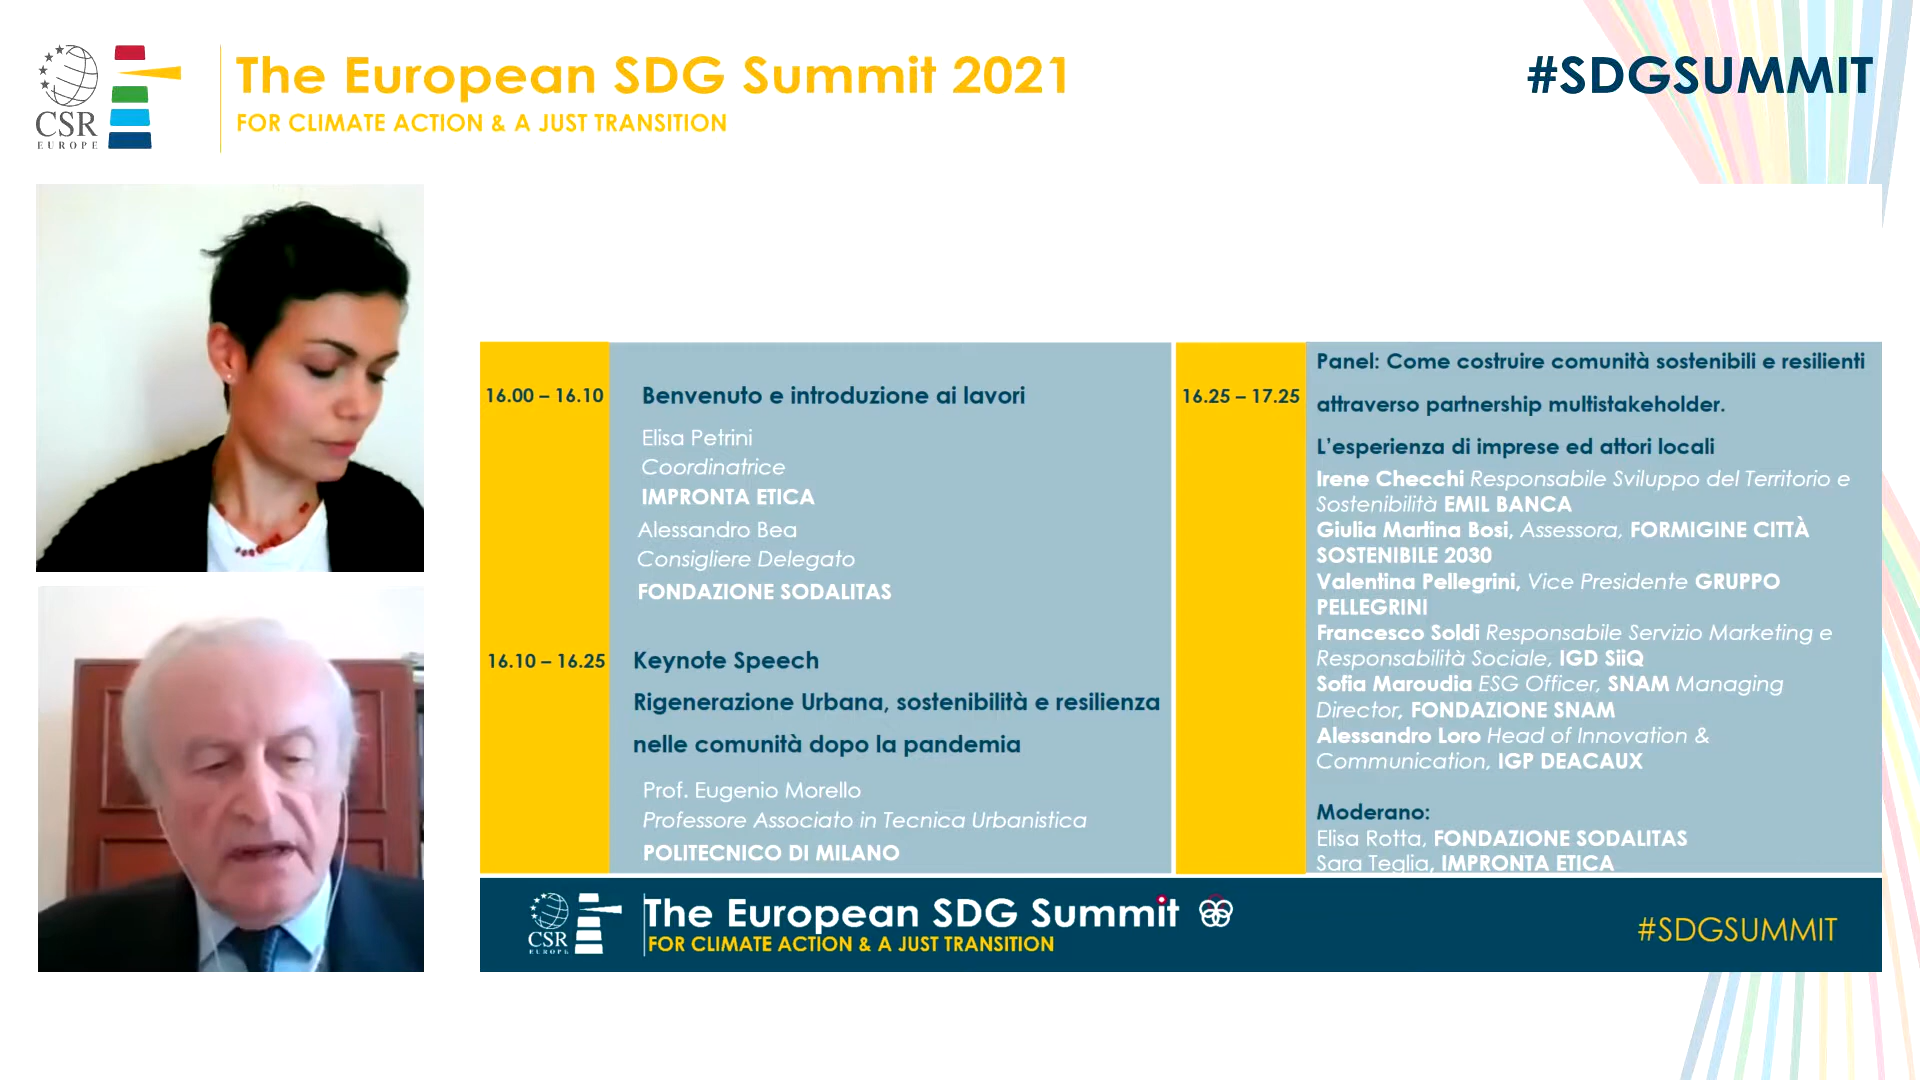 CSR
EUROPE
The European SDG Summit 2021
FOR CLIMATE ACTION & A JUST TRANSITION
#SDGSUMMIT
16.00 – 16.10
Benvenuto e introduzione ai lavori
Elisa Petrini
Coordinatrice
IMPRONTA ETICA
Alessandro Bea
Consigliere Delegato
FONDAZIONE SODALITAS
16.10 – 16.25
Keynote Speech
Rigenerazione Urbana, sostenibilità e resilienza
nelle comunità dopo la pandemia
Prof. Eugenio Morello
Professore Associato in Tecnica Urbanistica
POLITECNICO DI MILANO
16.25 – 17.25
Panel: Come costruire comunità sostenibili e resilienti
attraverso partnership multistakeholder.
L'esperienza di imprese ed attori locali
Irene Checchi Responsabile Sviluppo del Territorio e
Sostenibilità EMIL BANCA
Giulia Martina Bosi, Assessora, FORMIGINE CITTÀ
SOSTENIBILE 2030
Valentina Pellegrini, Vice Presidente GRUPPO
PELLEGRINI
Francesco Soldi Responsabile Servizio Marketing e
Responsabilità Sociale, IGD SiiQ
Sofia Maroudia ESG Officer, SNAM Managing
Director, FONDAZIONE SNAM
Alessandro Loro Head of Innovation &
Communication, IGP DEACAUX
Moderano:
Elisa Rotta, FONDAZIONE SODALITAS
Sara Teglia, IMPRONTA ETICA
CSR
EUROPE
The European SDG Summit
FOR CLIMATE ACTION & A JUST TRANSITION
#SDGSUMMIT